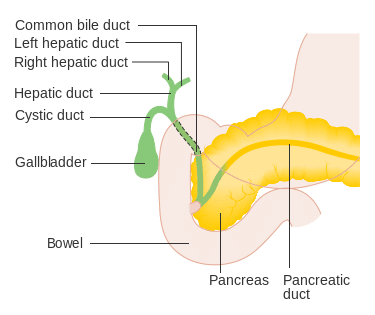 Common bile duct
Left hepatic duct
Right hepatic duct
Hepatic duct
Cystic duct
Gallbladder
Bowel
Pancreas
Pancreatic
duct